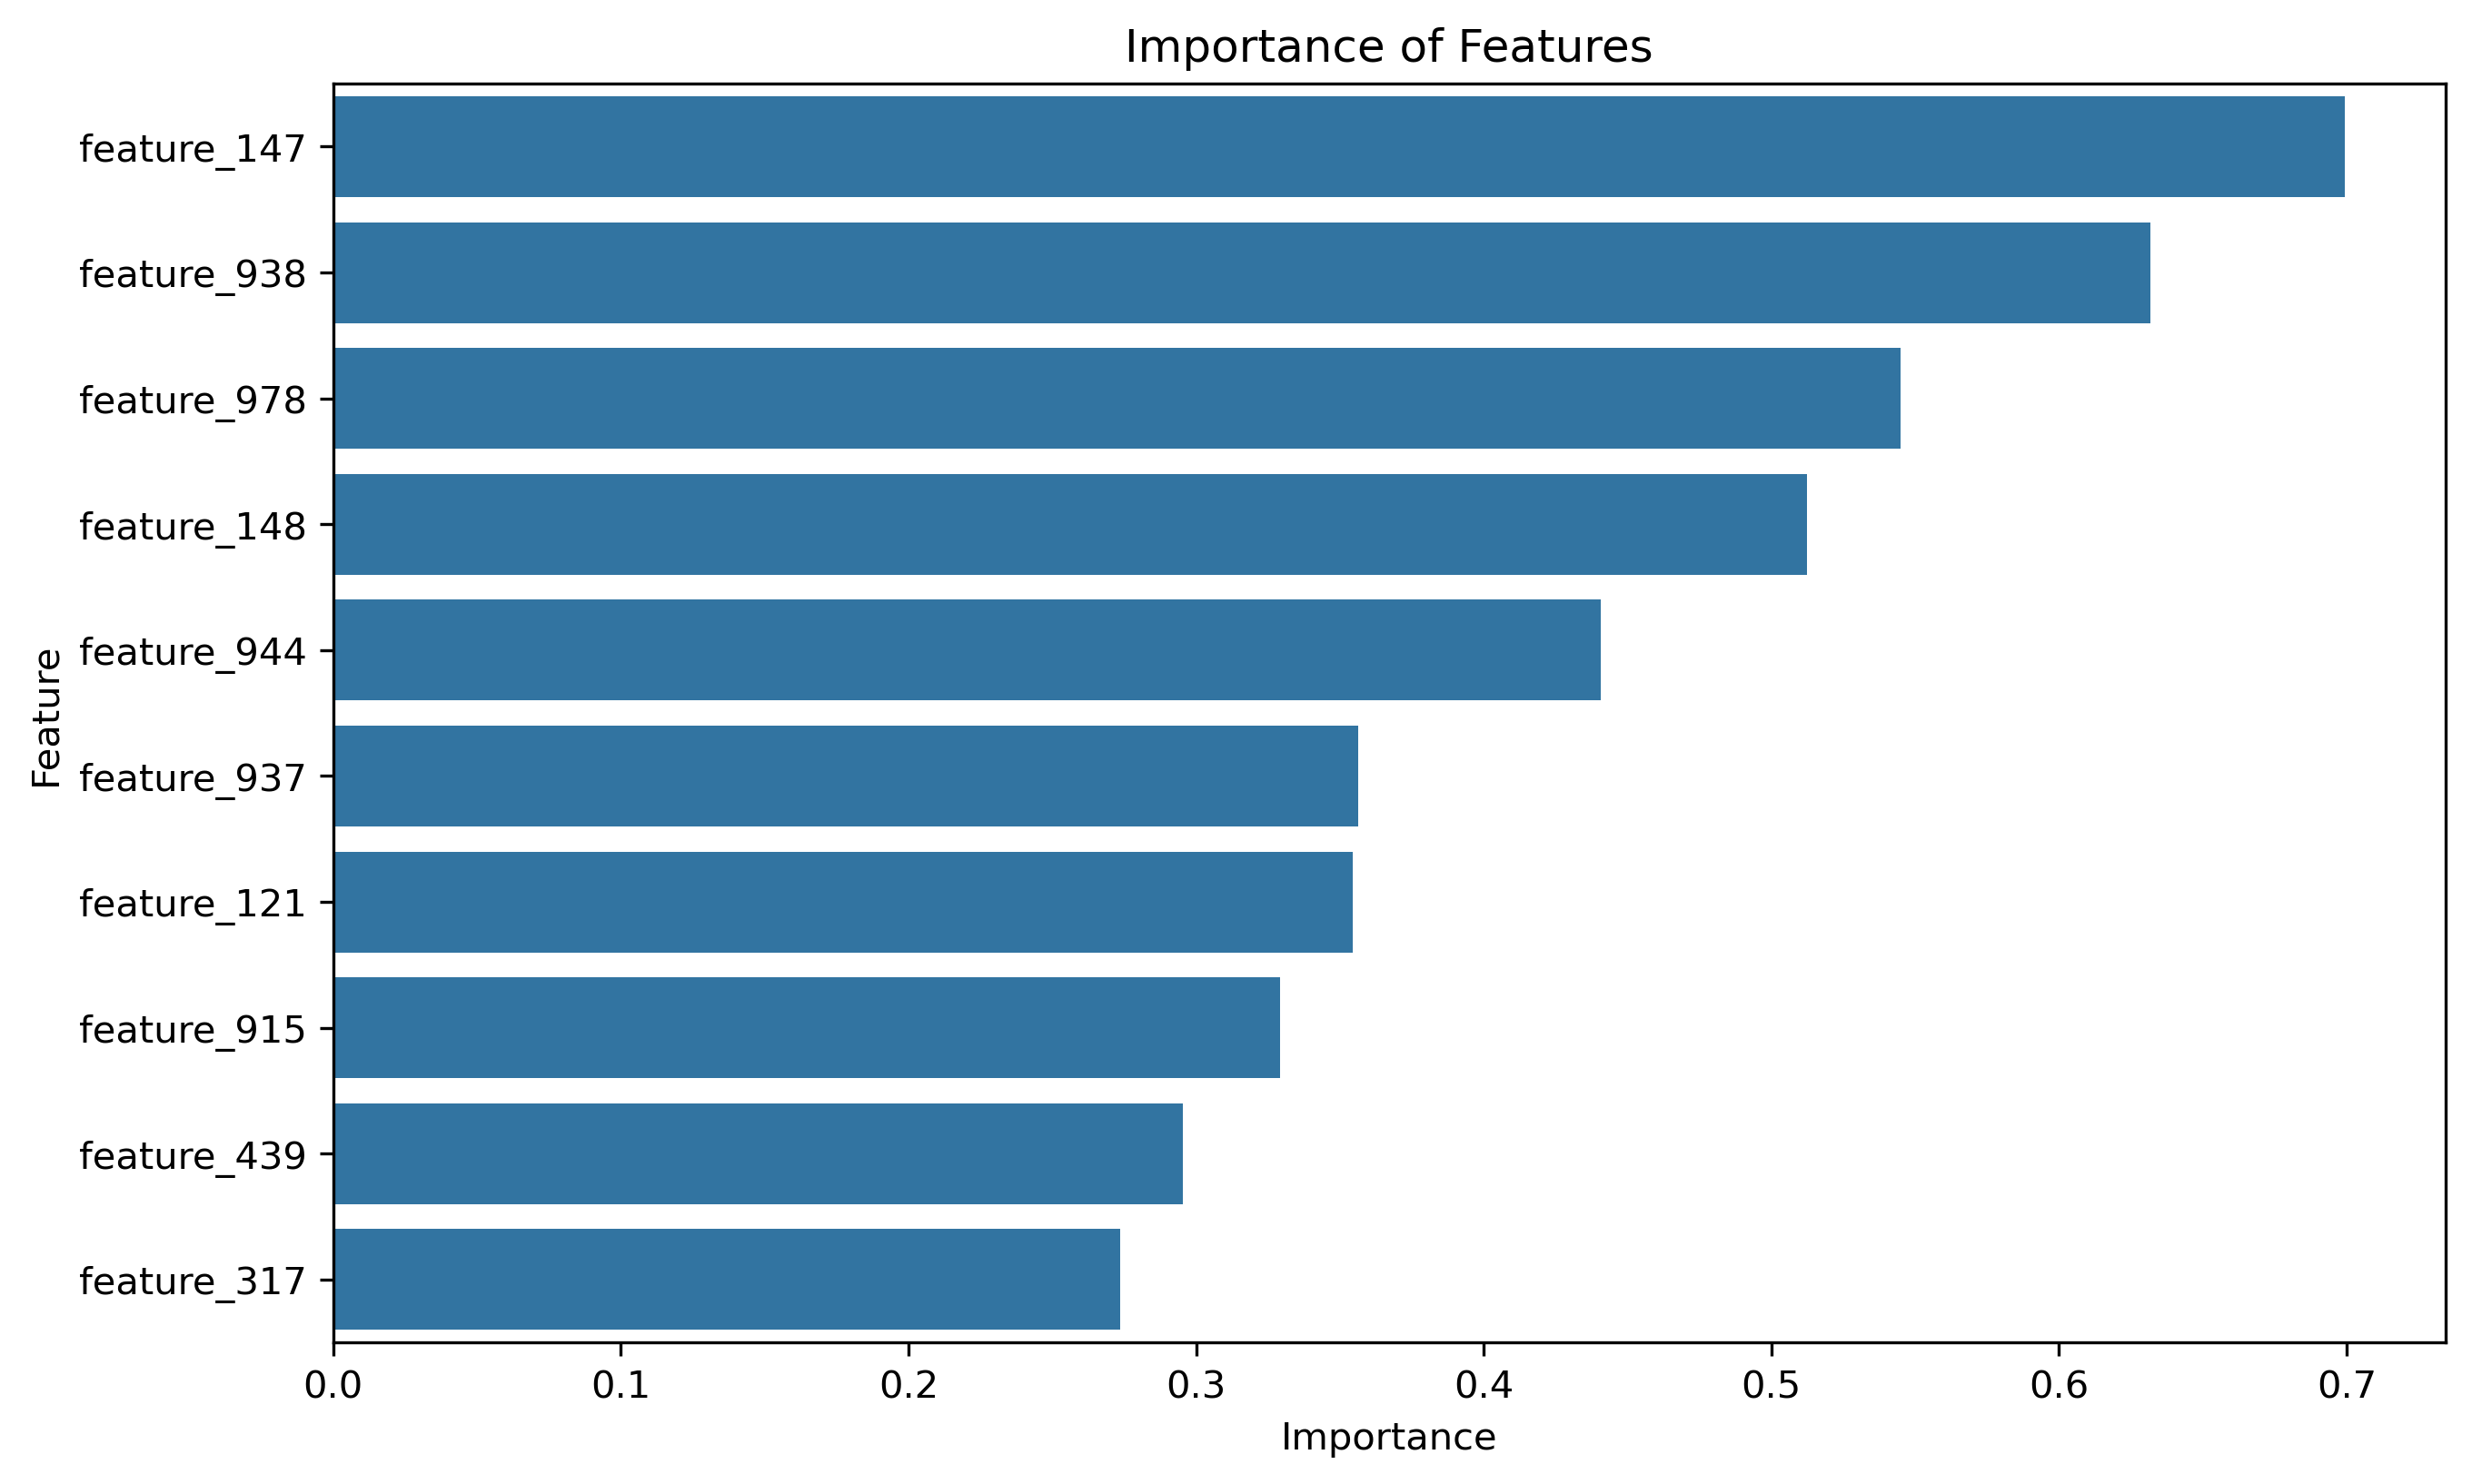 Importance of Features
Feature
feature_147
feature_938
feature_978
feature_148
feature_944
feature_937
feature_121
feature_915
feature_439
feature_317
0.0 0.1 0.2 0.3 0.4 0.5 0.6 0.7
Importance